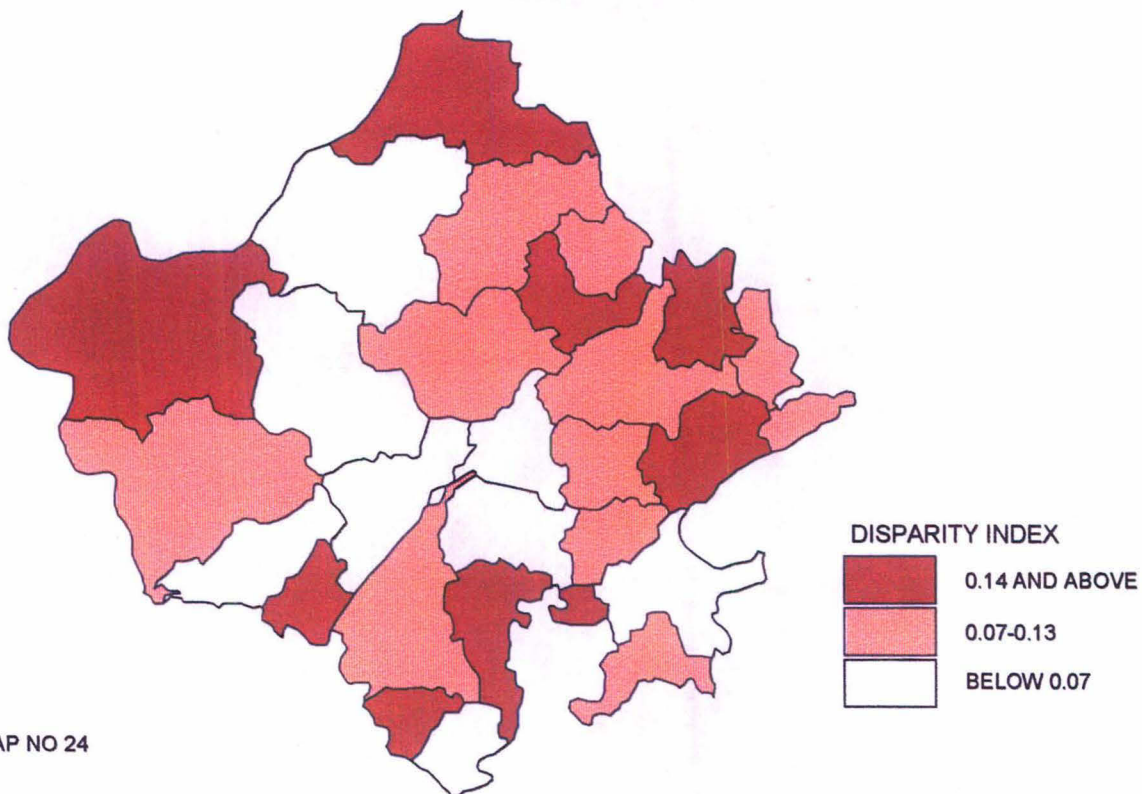 DISPARITY INDEX
0.14 AND ABOVE
0.07-0.13
BELOW 0.07
AP NO 24